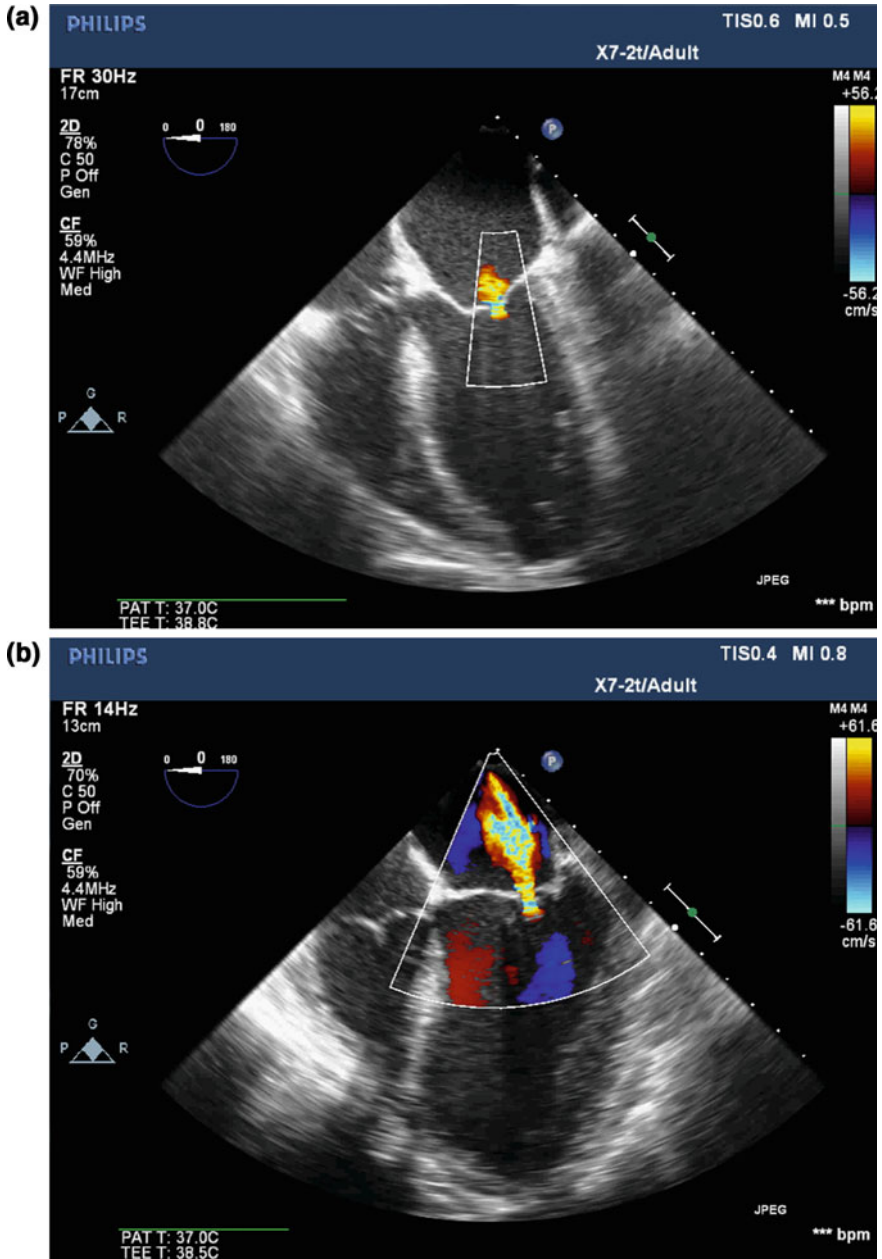 (a)
PHILIPS
TIS0.6 MI 0.5
X7-2t/Adult
FR 30Hz
17cm
2D
78%
C 50
P Off
Gen
CF
59%
4.4MHz
WF High
Med
0 0 180
P
M4 M4
+56.2
-56.2
cm/s
G
P R
JPEG
*** bpm
PAT T: 37.0C
TEE T: 38.8C
(b)
PHILIPS
TIS0.4 MI 0.8
X7-2t/Adult
FR 14Hz
13cm
2D
70%
C 50
P Off
Gen
CF
59%
4.4MHz
WF High
Med
0 0 180
P
M4 M4
+61.6
-61.6
cm/s
G
P R
JPEG
*** bpm
PAT T: 37.0C
TEE T: 38.5C